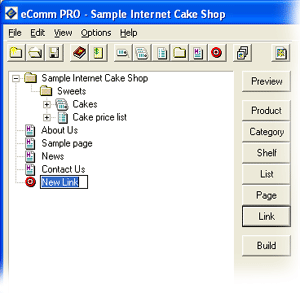 eComm PRO - Sample Internet Cake Shop
File Edit View Options Help
Sample Internet Cake Shop
Sweets
Cakes
Cake price list
About Us
Sample page
News
Contact Us
New Link
Preview
Product
Category
Shelf
List
Page
Link
Build